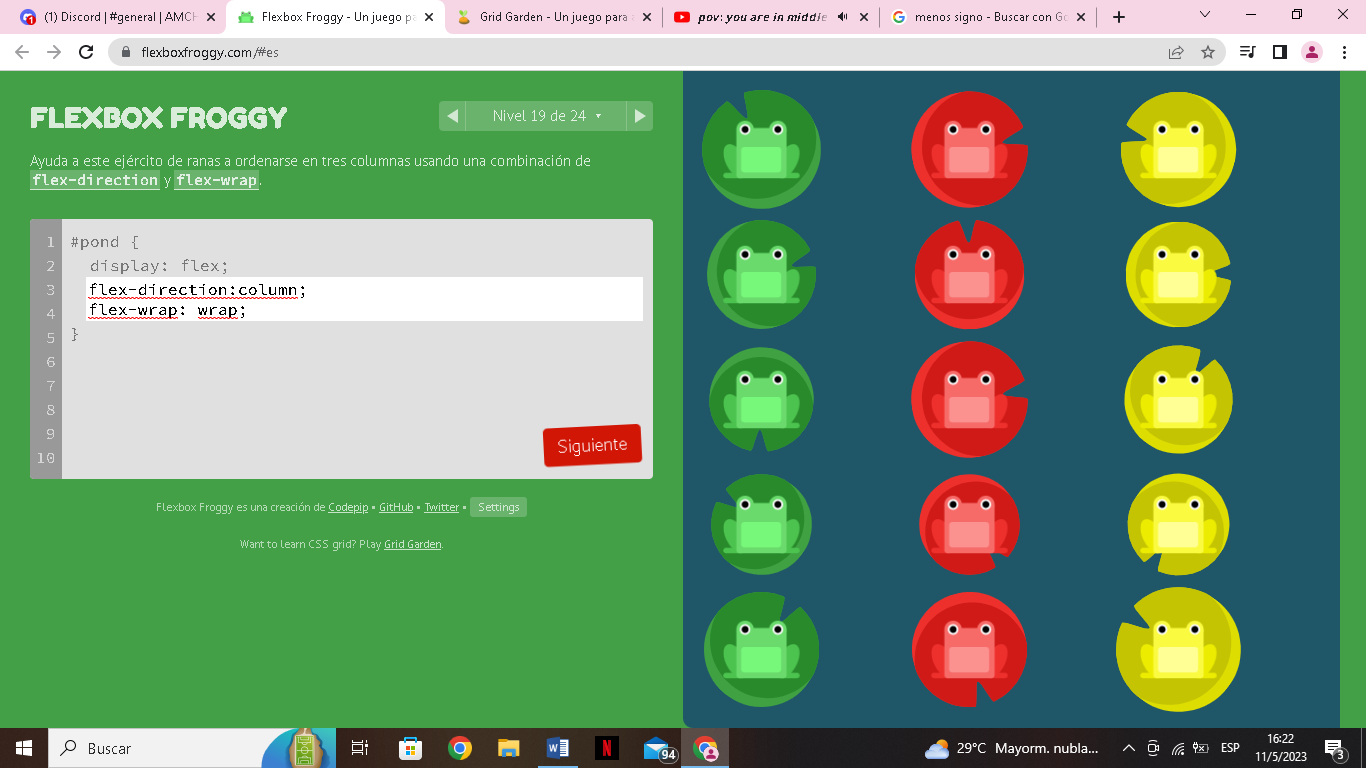 (1) Discord | #general | AMCH
Flexbox Froggy - Un juego pa
Grid Garden - Un juego para
pov: you are in middle
menos signo - Buscar con Go
flexboxfroggy.com/#es
FLEXBOX FROGGY
Nivel 19 de 24
Ayuda a este ejército de ranas a ordenarse en tres columnas usando una combinación de
flex-direction y flex-wrap.
1 #pond {
2 display: flex;
3 flex-direction:column;
4 flex-wrap: wrap;
5 }
6
7
8
9
10
Siguiente
Flexbox Froggy es una creación de Codepip • GitHub • Twitter • Settings
Want to learn CSS grid? Play Grid Garden.
Buscar
W
N
94
29°C Mayorm. nubla...
ESP
16:22
11/5/2023
3